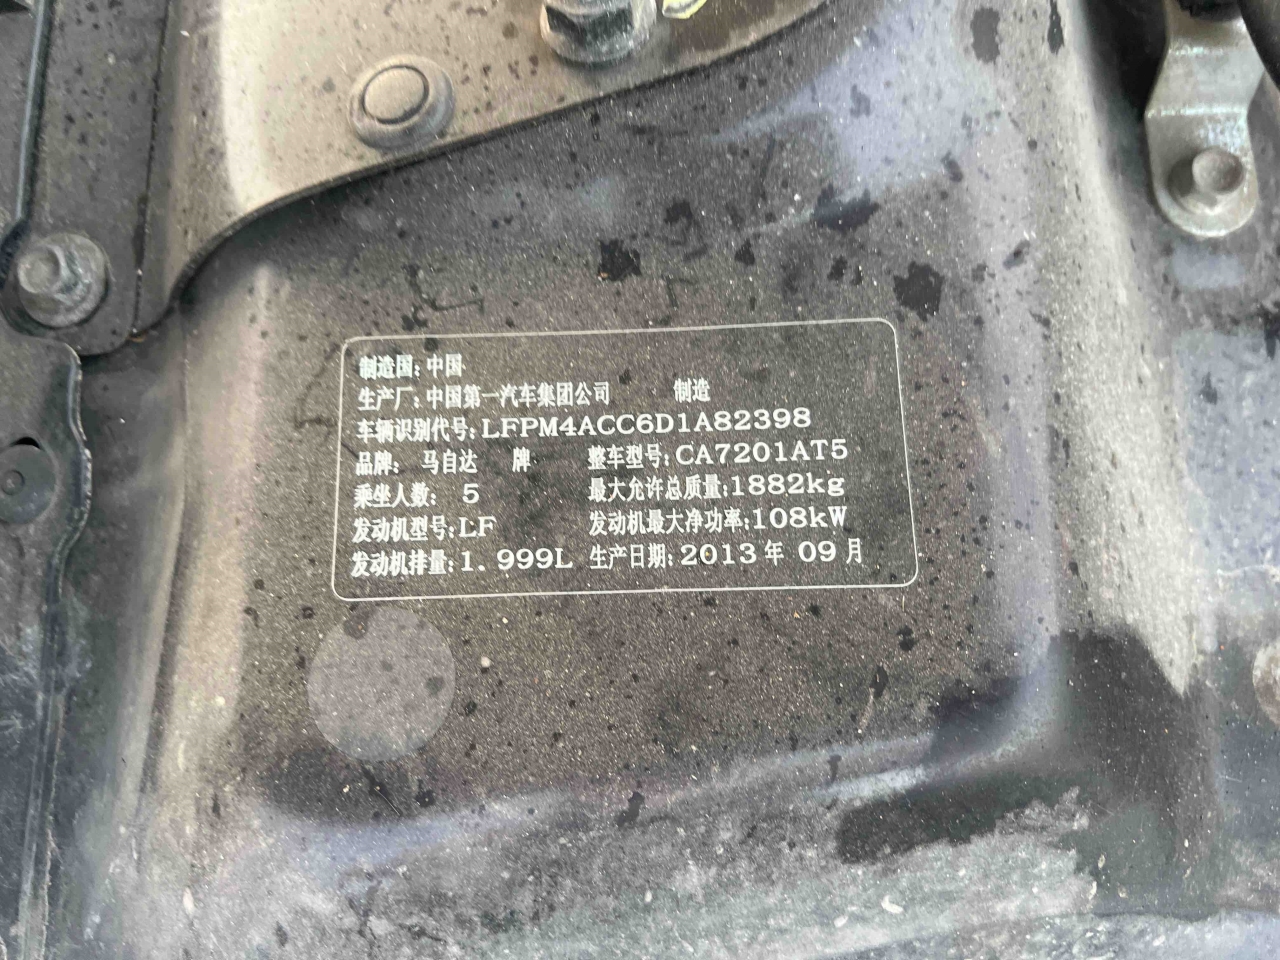 制造国:中国
生产厂:中国第一汽车集团公司 制造
车辆识别代号:LFPM4ACC6D1A82398
品牌: 马自达 牌 整车型号:CA7201AT5
乘坐人数: 5 最大允许总质量:1882kg
发动机型号:LF 发动机最大净功率:108kW
发动机排量:1. 999L 生产日期:2013年 09月